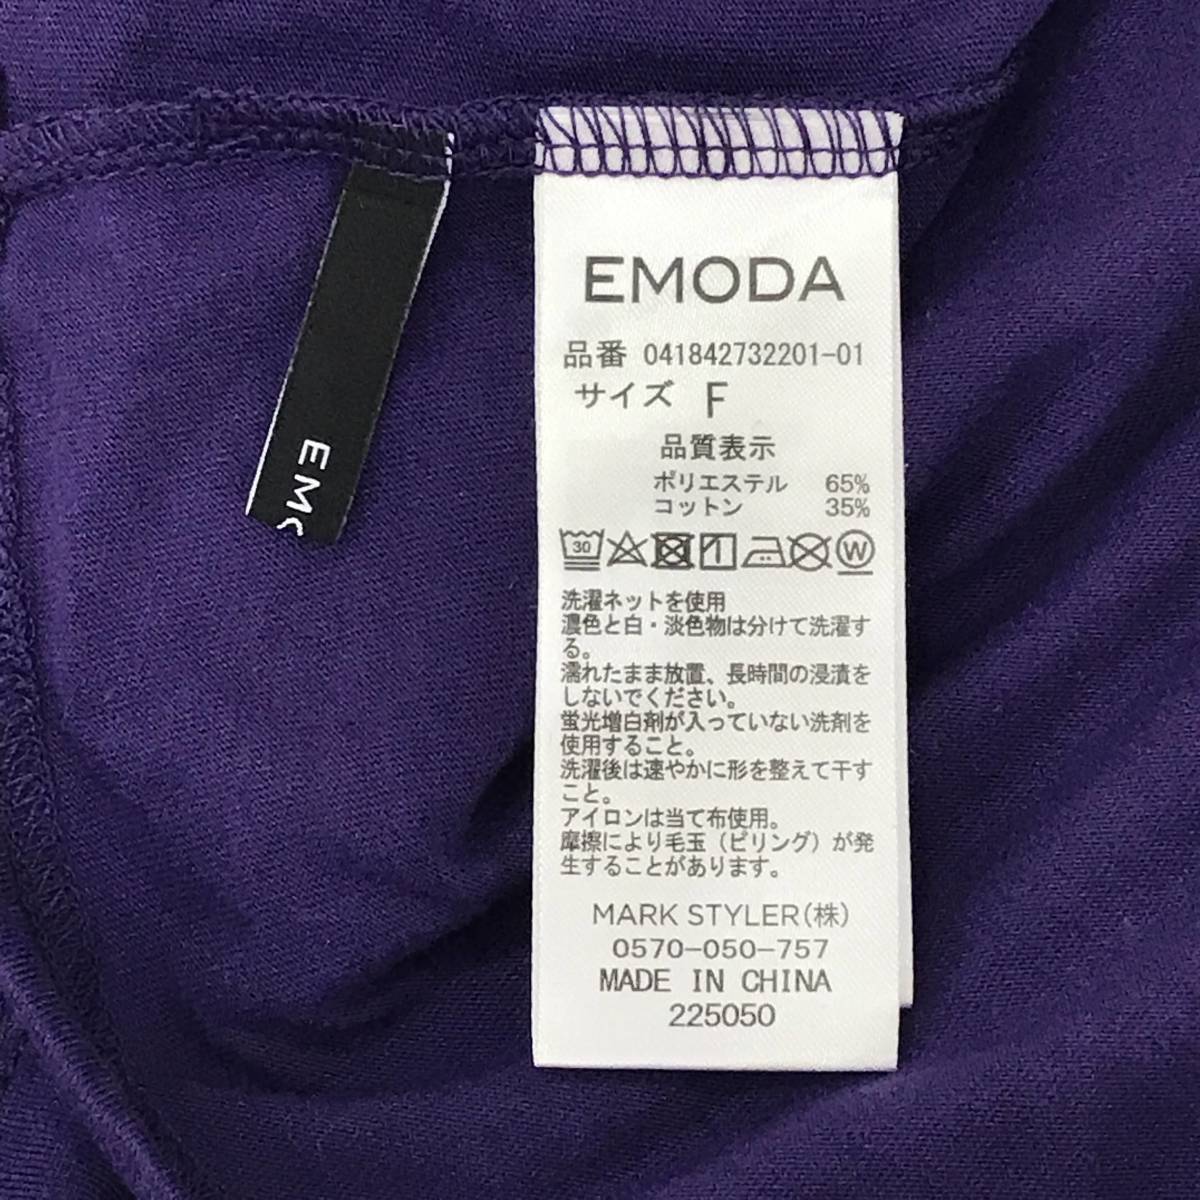 EMODA
品番 041842732201-01
サイズ F
品質表示
ポリエステル 65%
コットン 35%
30 W
洗濯ネットを使用
濃色と白・淡色物は分けて洗濯す
る。
濡れたまま放置、長時間の浸漬を
しないでください。
蛍光増白剤が入っていない洗剤を
使用すること。
洗濯後は速やかに形を整えて干す
こと。
アイロンは当て布使用。
摩擦により毛玉（ピリング）が発
生することがあります。
MARK STYLER(株)
0570-050-757
MADE IN CHINA
225050
EMO